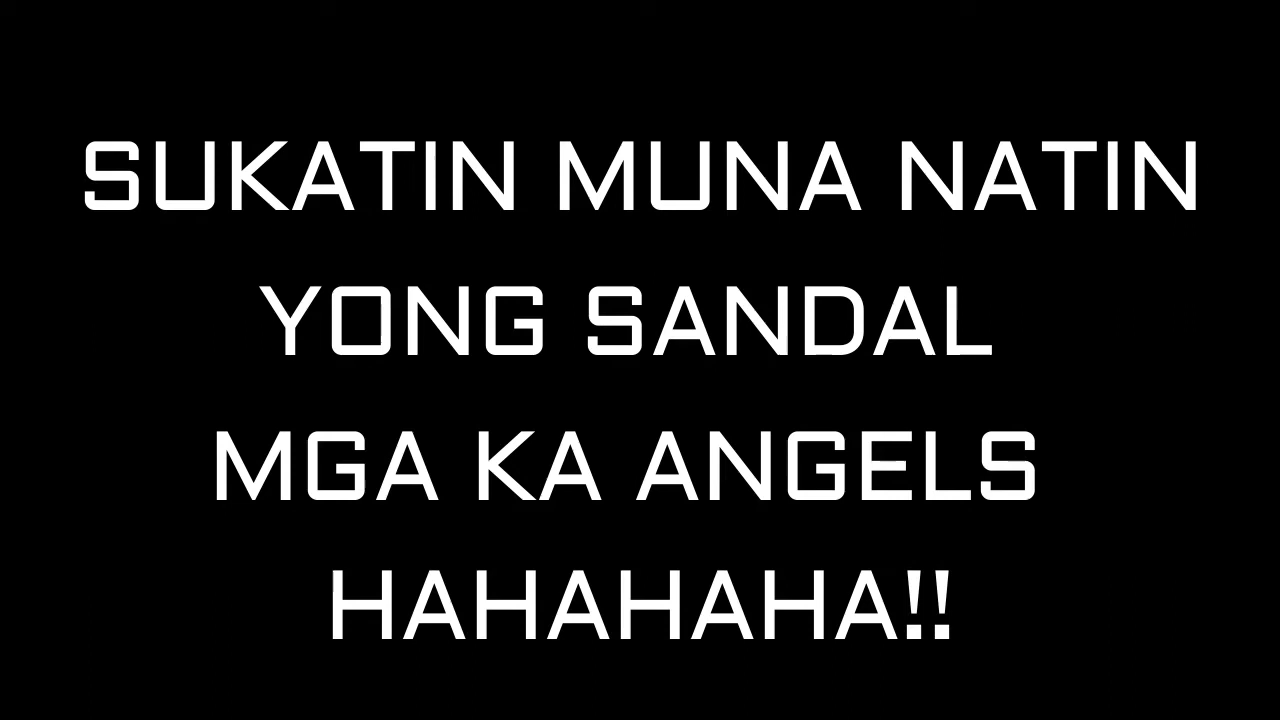 SUKATIN MUNA NATIN
YONG SANDAL
MGA KA ANGELS
HAHAHAHA!!